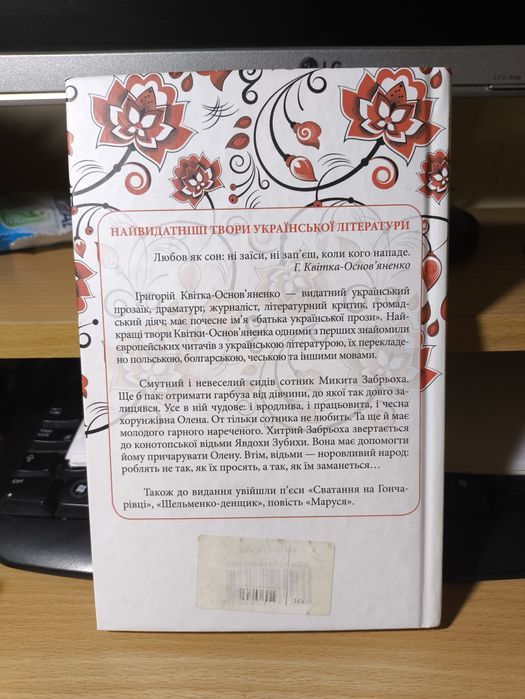 LG
НАЙВИДАТНІШІ ТВОРИ УКРАЇНСЬКОЇ ЛІТЕРАТУРИ
Любов як сон: ні заїси, ні зап'єш, коли кого нападе.
Г. Квітка-Основ'яненко
Григорій Квітка-Основ'яненко — видатний український
прозаїк, драматург, журналіст, літературний критик, громад-
ський діяч; має почесне ім'я «батька української прози». Най-
кращі твори Квітки-Основ'яненка одними з перших знайомили
європейських читачів з українською літературою, їх перекладе-
но польською, болгарською, чеською та іншими мовами.
Смутний і невеселий сидів сотник Микита Забрьоха.
Ще б пак: отримати гарбуза від дівчини, до якої так довго за-
лицявся. Усе в ній чудове: і вродлива, і працьовита, і чесна
хорунжівна Олена. От тільки сотника не любить. Та ще й має
молодого гарного нареченого. Хитрий Забрьоха звертається
до конотопської відьми Явдохи Зубихи. Вона має допомогти
йому причарувати Олену. Втім, відьми — норовливий народ:
роблять не так, як їх просять, а так, як їм заманеться…
Також до видання увійшли п'єси «Сватання на Гонча-
рівці», «Шельменко-денщик», повість «Маруся».